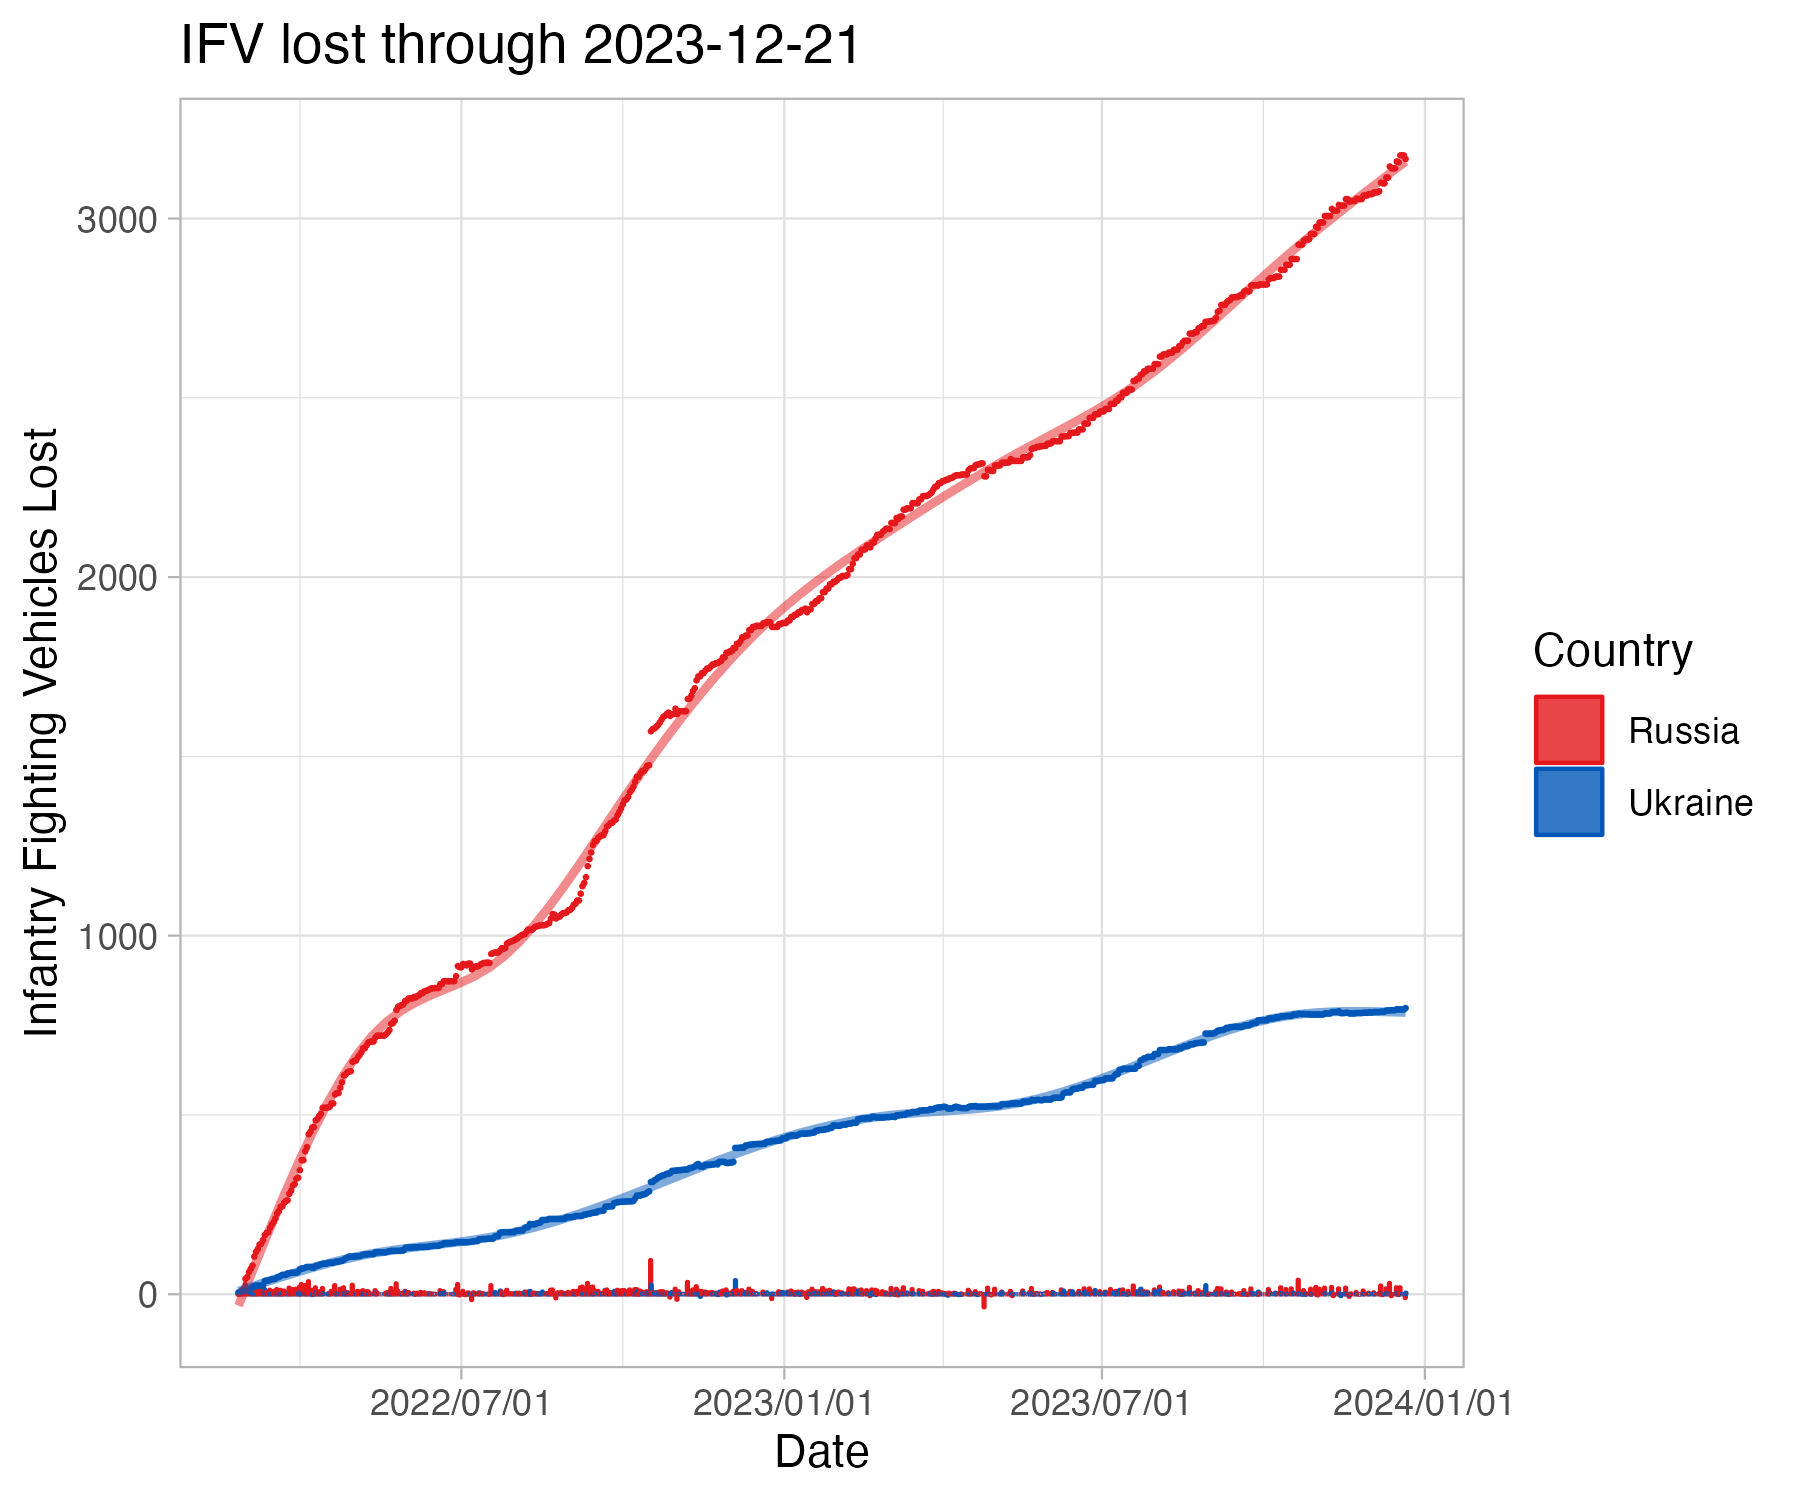 IFV lost through 2023-12-21
Infantry Fighting Vehicles Lost
3000
2000
1000
0
2022/07/01
2023/01/01
2023/07/01
2024/01/01
Date
Country
Russia
Ukraine